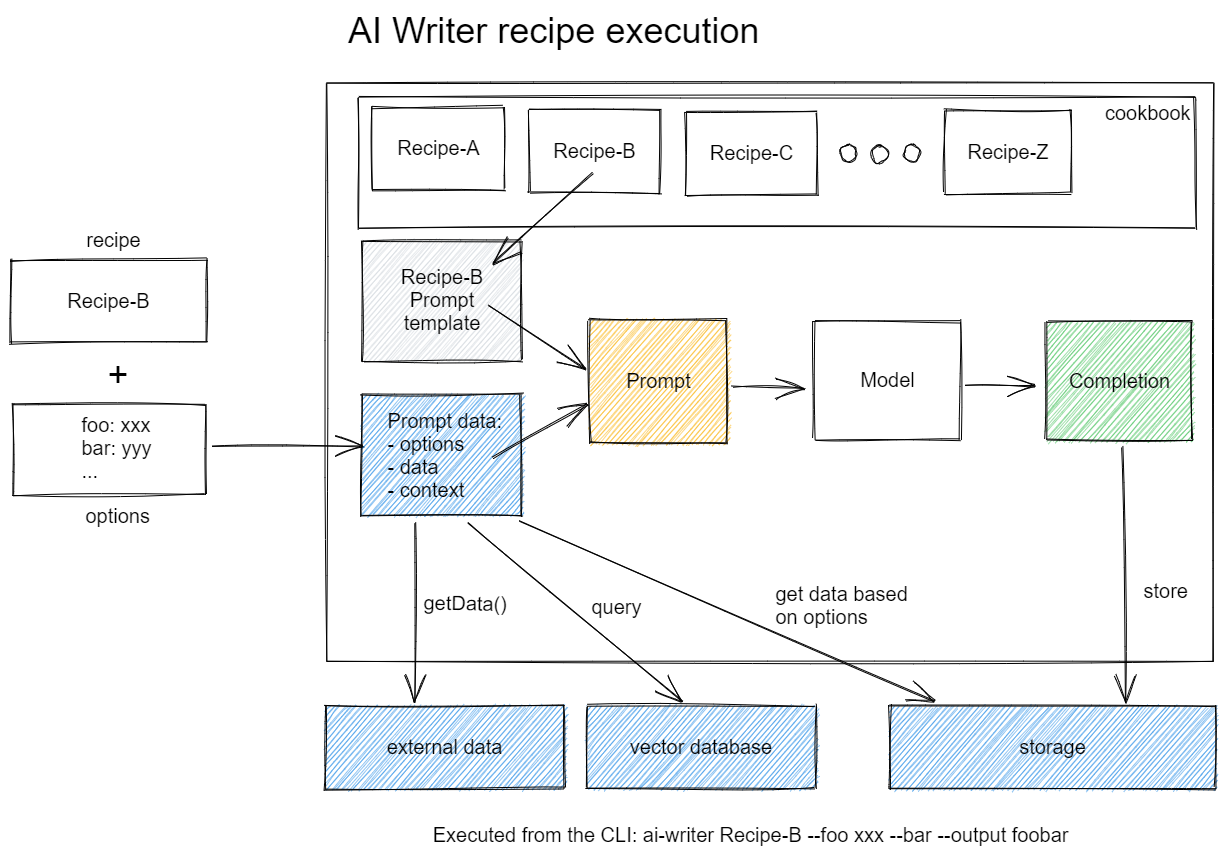 AI Writer recipe execution
cookbook
Recipe-A
Recipe-B
Recipe-C
Recipe-Z
recipe
Recipe-B
+
foo: xxx
bar: yyy
...
options
Recipe-B
Prompt
template
Prompt data:
- options
- data
- context
Prompt
Model
Completion
getData()
query
get data based
on options
store
external data
vector database
storage
Executed from the CLI: ai-writer Recipe-B --foo xxx --bar --output foobar